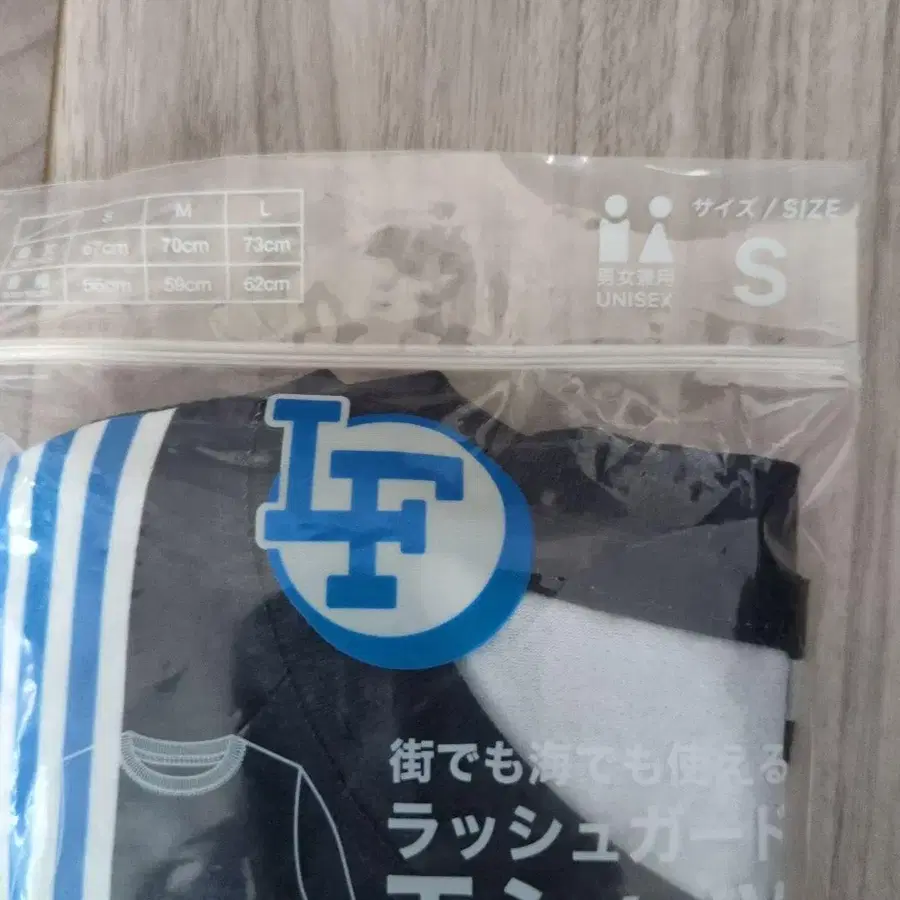 S M L
67cm 70cm 73cm
56cm 59cm 62cm
サイズ / SIZE
S
男女兼用
UNISEX
LF
街でも海でも使える
ラッシュガード